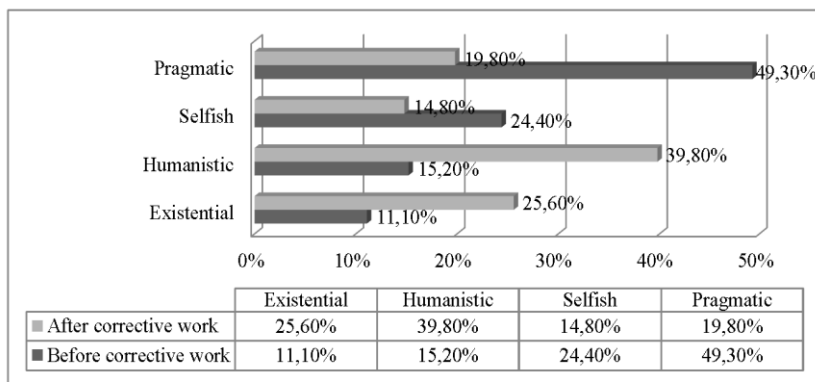 Pragmatic
19,80%
49,30%
Selfish
14,80%
24,40%
Humanistic
39,80%
15,20%
Existential
25,60%
11,10%
0% 10% 20% 30% 40% 50%
Existential Humanistic Selfish Pragmatic
After corrective work 25,60% 39,80% 14,80% 19,80%
Before corrective work 11,10% 15,20% 24,40% 49,30%